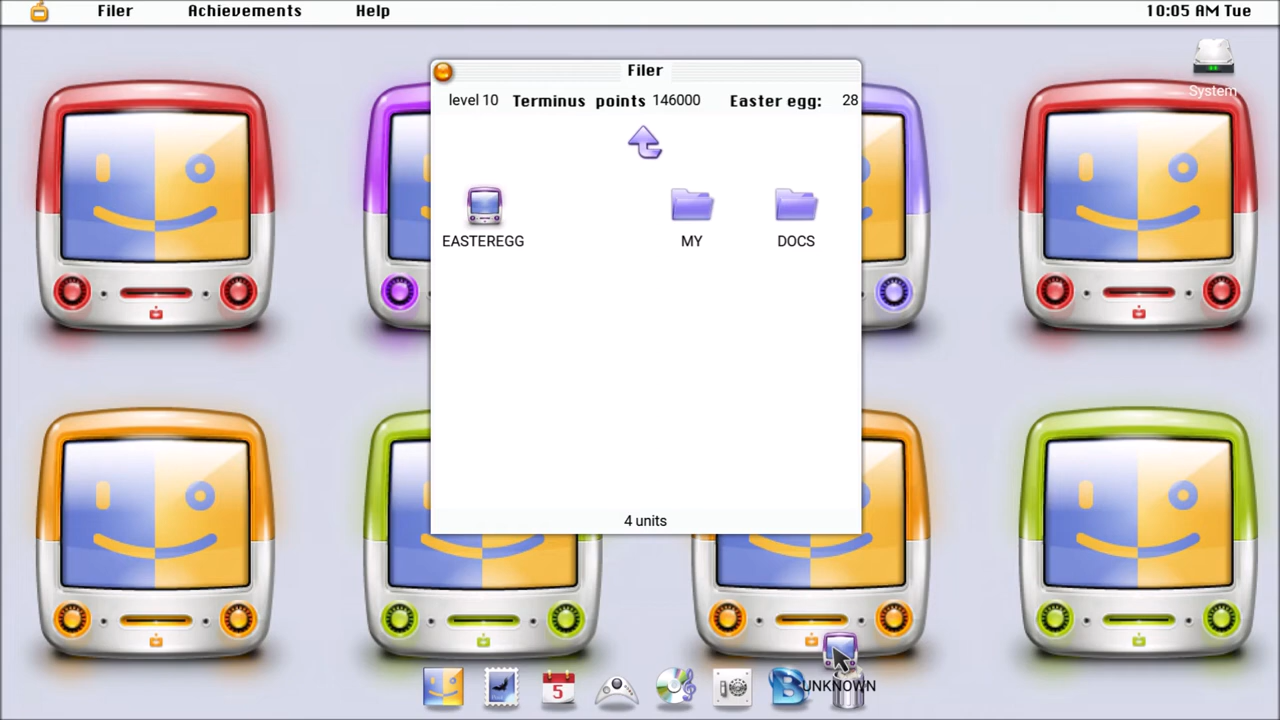 Filer Achievements Help 10:05 AM Tue
Filer
level 10 Terminus points 146000 Easter egg: 28
System
EASTEREGG MY DOCS
4 units
5
B
UNKNOWN